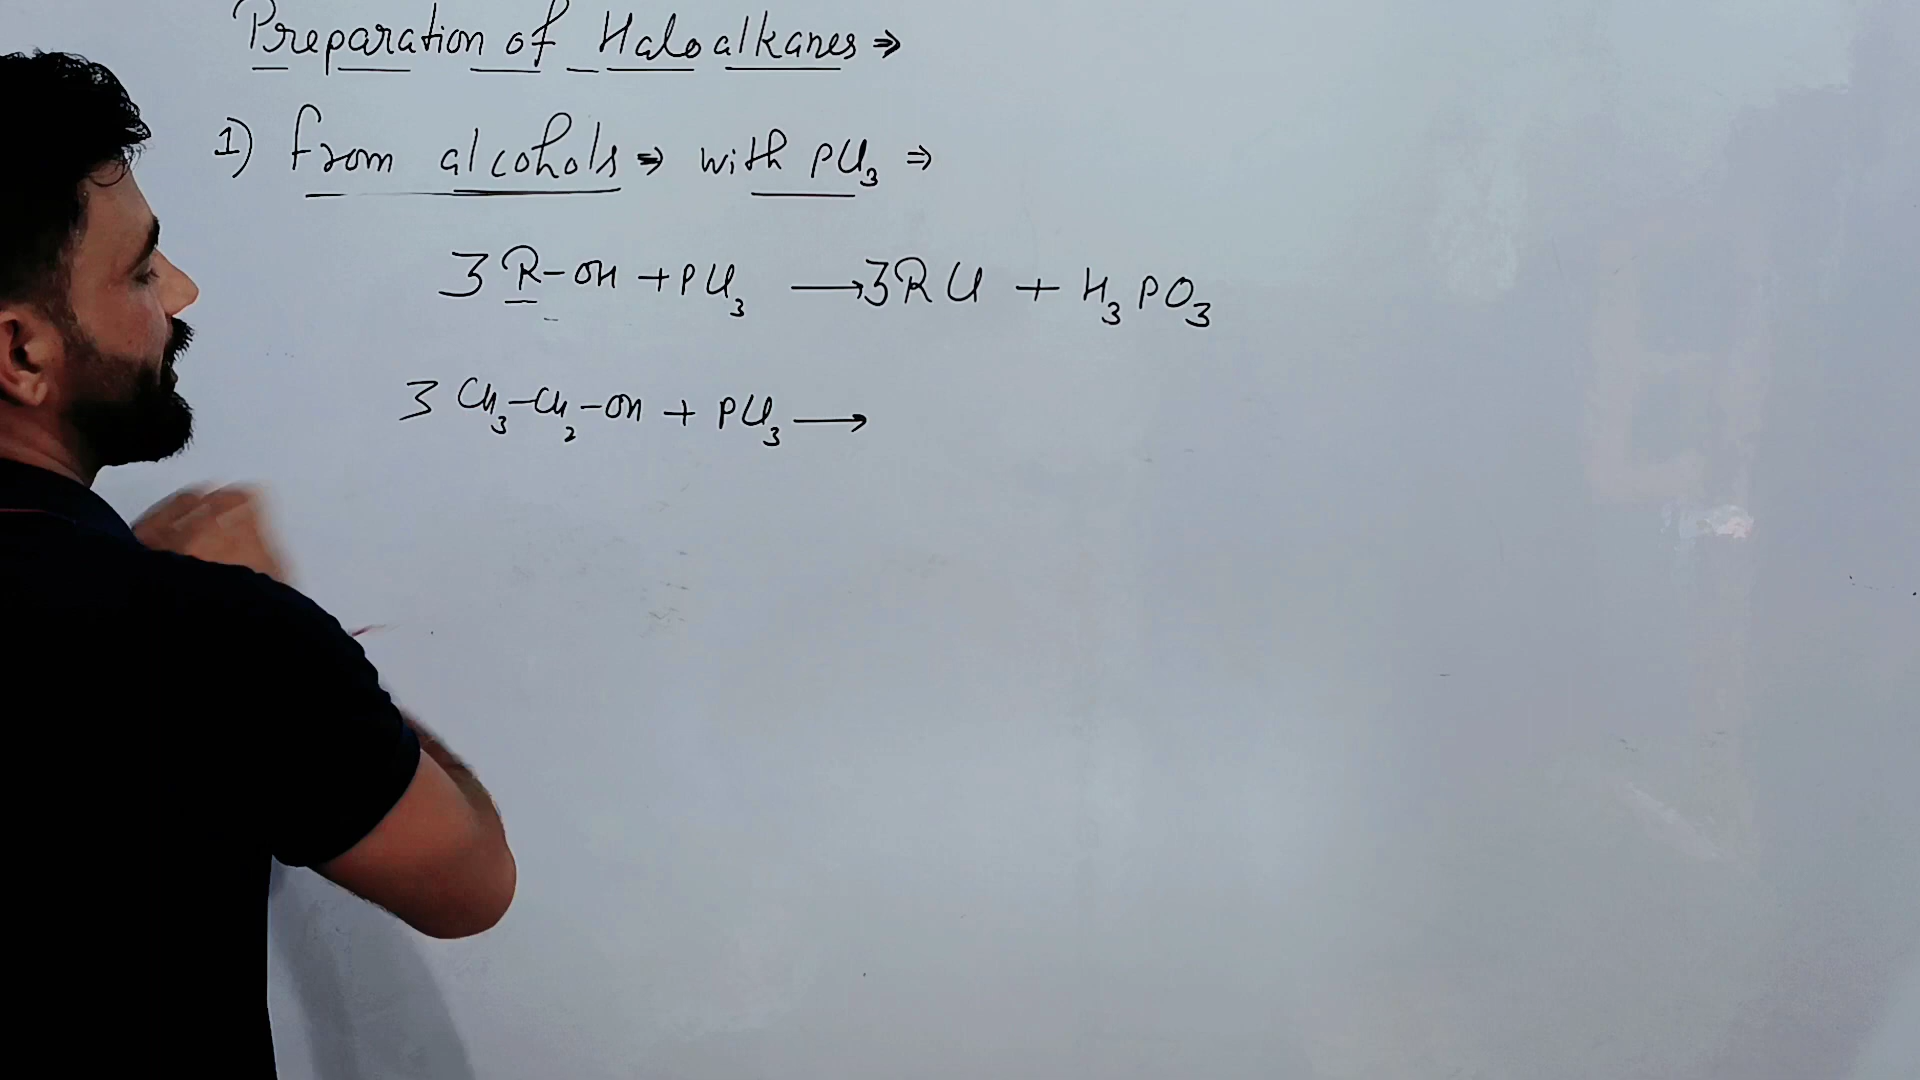 Preparation of Haloalkanes ⇒
1) from alcohols ⇒ with PCl₃ ⇒
3 R-OH + PCl₃ ⟶ 3RCl + H₃PO₃
3 CH₃-CH₂-OH + PCl₃ ⟶